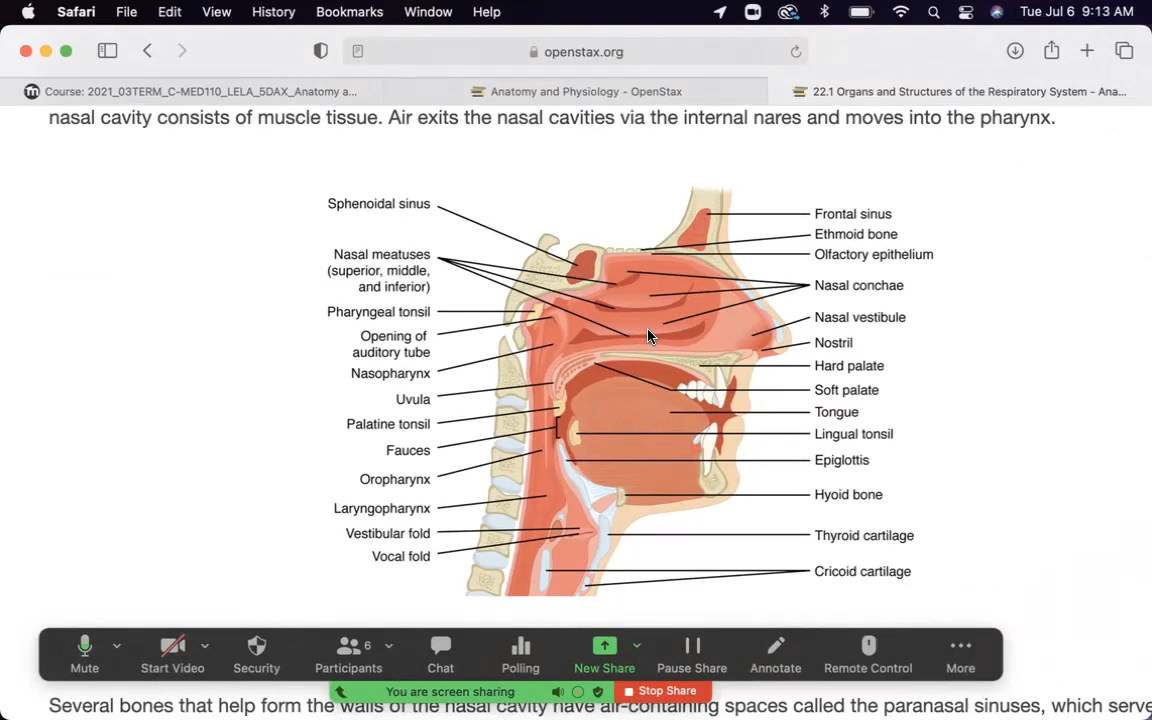 Safari File Edit View History Bookmarks Window Help Tue Jul 6 9:13 AM
openstax.org
Course: 2021_03TERM_C-MED110_LELA_5DAX_Anatomy a... Anatomy and Physiology - OpenStax 22.1 Organs and Structures of the Respiratory System - Ana...
nasal cavity consists of muscle tissue. Air exits the nasal cavities via the internal nares and moves into the pharynx.
Sphenoidal sinus
Nasal meatuses
(superior, middle,
and inferior)
Pharyngeal tonsil
Opening of
auditory tube
Nasopharynx
Uvula
Palatine tonsil
Fauces
Oropharynx
Laryngopharynx
Vestibular fold
Vocal fold
Frontal sinus
Ethmoid bone
Olfactory epithelium
Nasal conchae
Nasal vestibule
Nostril
Hard palate
Soft palate
Tongue
Lingual tonsil
Epiglottis
Hyoid bone
Thyroid cartilage
Cricoid cartilage
6
Mute Start Video Security Participants Chat Polling New Share Pause Share Annotate Remote Control More
You are screen sharing Stop Share
Several bones that help form the walls of the nasal cavity have air-containing spaces called the paranasal sinuses, which serve